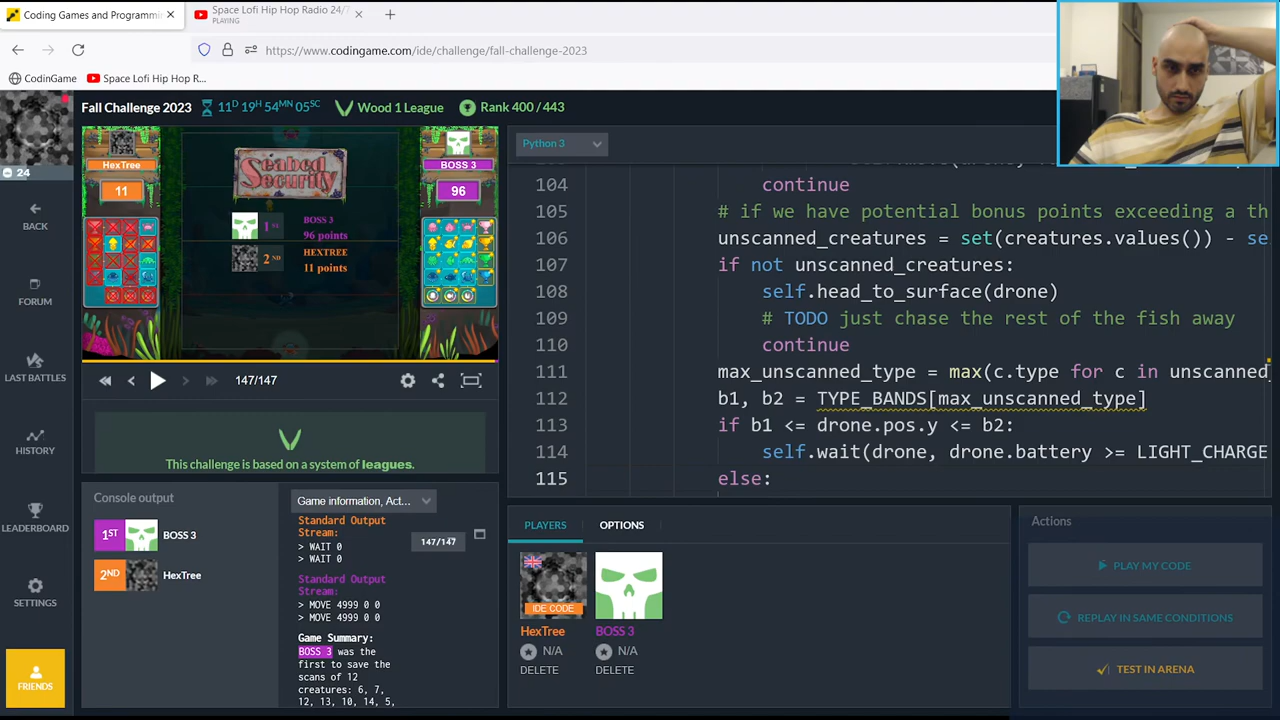 Coding Games and Programmi
Space Lofi Hip Hop Radio 24/7
PLAYING
https://www.codingame.com/ide/challenge/fall-challenge-2023
CodinGame
Space Lofi Hip Hop R...
Fall Challenge 2023
11D 19H 54MN 05SC
Wood 1 League
Rank 400 / 443
24
BACK
FORUM
LAST BATTLES
HISTORY
LEADERBOARD
SETTINGS
FRIENDS
HexTree
11
BOSS 3
96
Seabed
Security
1ST
BOSS 3
96 points
2ND
HEXTREE
11 points
147/147
This challenge is based on a system of leagues.
Console output
1ST BOSS 3
2ND HexTree
Game information, Act...
Standard Output
Stream:
> WAIT 0
> WAIT 0
Standard Output
Stream:
> MOVE 4999 0 0
> MOVE 4999 0 0
Game Summary:
BOSS 3 was the
first to save the
scans of 12
creatures: 6, 7,
12, 13, 10, 14, 5,
147/147
Python 3
104 continue
105 # if we have potential bonus points exceeding a th
106 unscanned_creatures = set(creatures.values()) - se
107 if not unscanned_creatures:
108 self.head_to_surface(drone)
109 # TODO just chase the rest of the fish away
110 continue
111 max_unscanned_type = max(c.type for c in unscanned_
112 b1, b2 = TYPE_BANDS[max_unscanned_type]
113 if b1 <= drone.pos.y <= b2:
114 self.wait(drone, drone.battery >= LIGHT_CHARGE
115 else:
PLAYERS
OPTIONS
IDE CODE
HexTree
N/A
DELETE
BOSS 3
N/A
DELETE
Actions
PLAY MY CODE
REPLAY IN SAME CONDITIONS
TEST IN ARENA